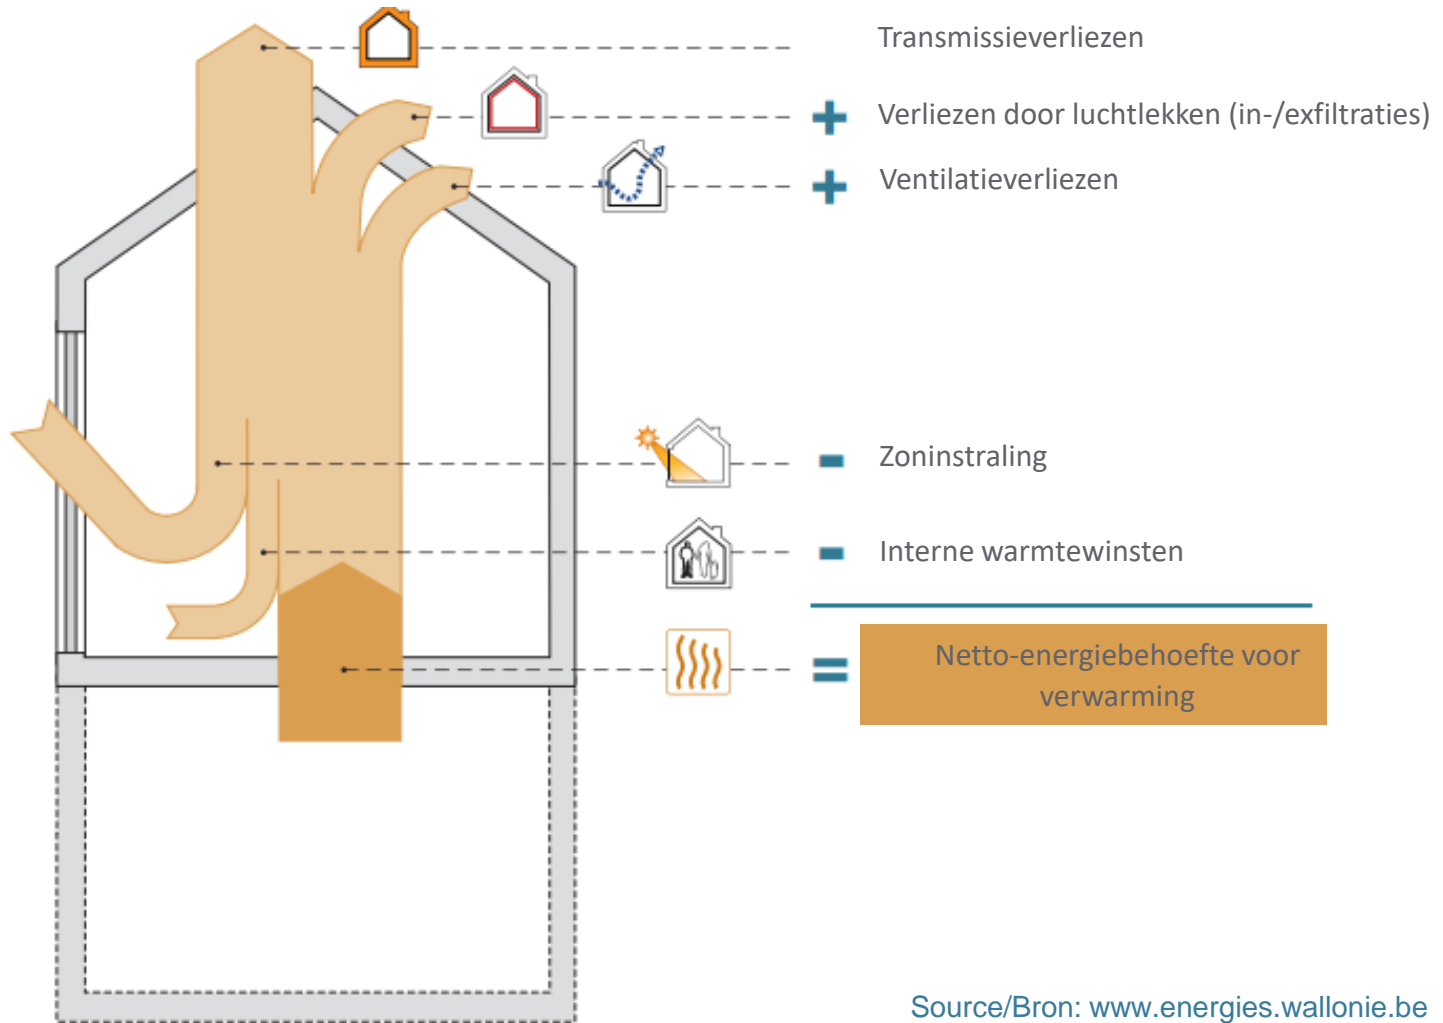 Transmissieverliezen
+ Verliezen door luchtlekken (in-/exfiltraties)
+ Ventilatieverliezen
- Zoninstraling
- Interne warmtewinsten
= Netto-energiebehoefte voor
verwarming
Source/Bron: www.energies.wallonie.be